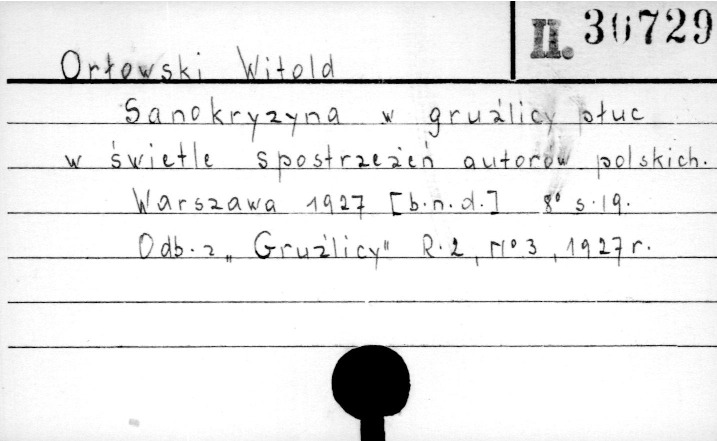 II. 30729
Orłowski Witold
Sanokryzyna w gruźlicy płuc
w świetle spostrzeżeń autorów polskich.
Warszawa 1927 [b.n.d.] 8° s.19.
Odb. z „Gruźlicy" R.2, N°3, 1927 r.